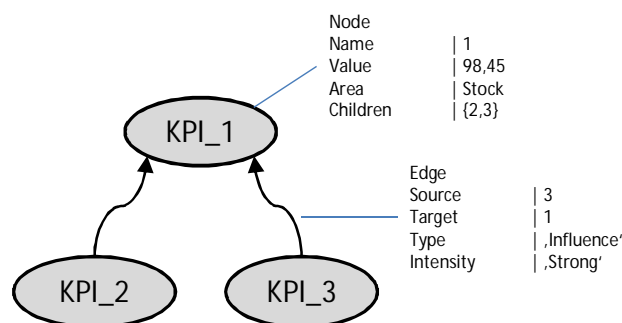 Node
Name | 1
Value | 98,45
Area | Stock
Children | {2,3}
KPI_1
Edge
Source | 3
Target | 1
Type | ‚Influence‘
Intensity | ‚Strong‘
KPI_2
KPI_3